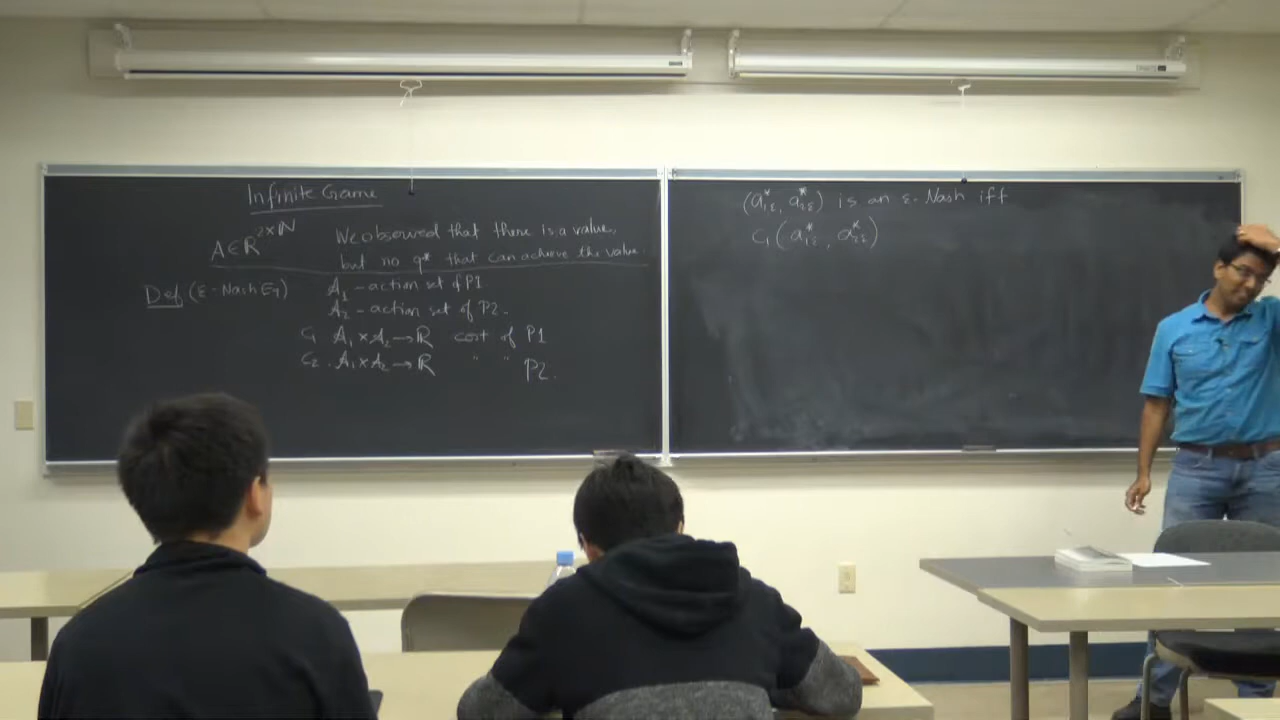 Infinite Game
A ∈ R^{2×N} We observed that there is a value,
but no q* that can achieve the value.
Def (ε-Nash Eq) A₁ - action set of P1
A₂ - action set of P2.
C₁ A₁ × A₂ → R cost of P1
C₂ . A₁ × A₂ → R " " P2.
(a*_{1ε}, a*_{2ε}) is an ε-Nash iff
C₁(a*_{1ε}, a*_{2ε})